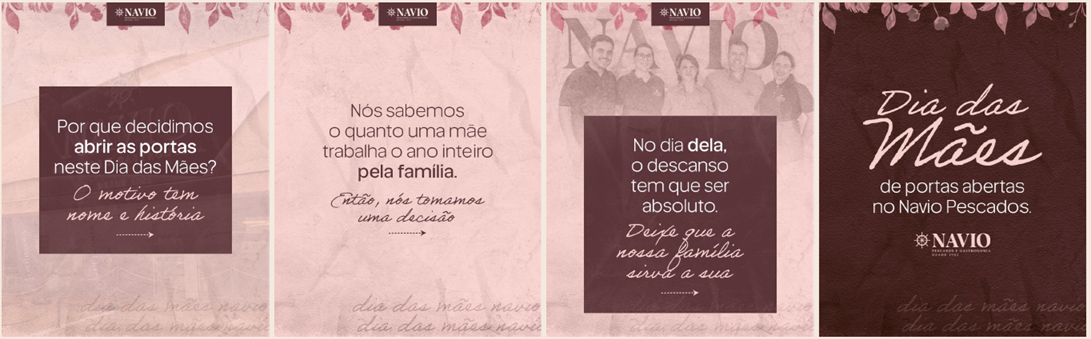 NAVIO
Por que decidimos
abrir as portas
neste Dia das Mães?
O motivo tem
nome e história
dia das mães navio
dia das mães navio
NAVIO
Nós sabemos
o quanto uma mãe
trabalha o ano inteiro
pela família.
Então, nós tomamos
uma decisão
dia das mães navio
dia das mães navio
NAVIO
NAVIO
No dia dela,
o descanso
tem que ser
absoluto.
Deixe que a
nossa família
sirva a sua
dia das mães navio
dia das mães navio
Dia das
Mães
de portas abertas
no Navio Pescados.
NAVIO
PESCADOS E GASTRONOMIA
dia das mães navio
dia das mães navio